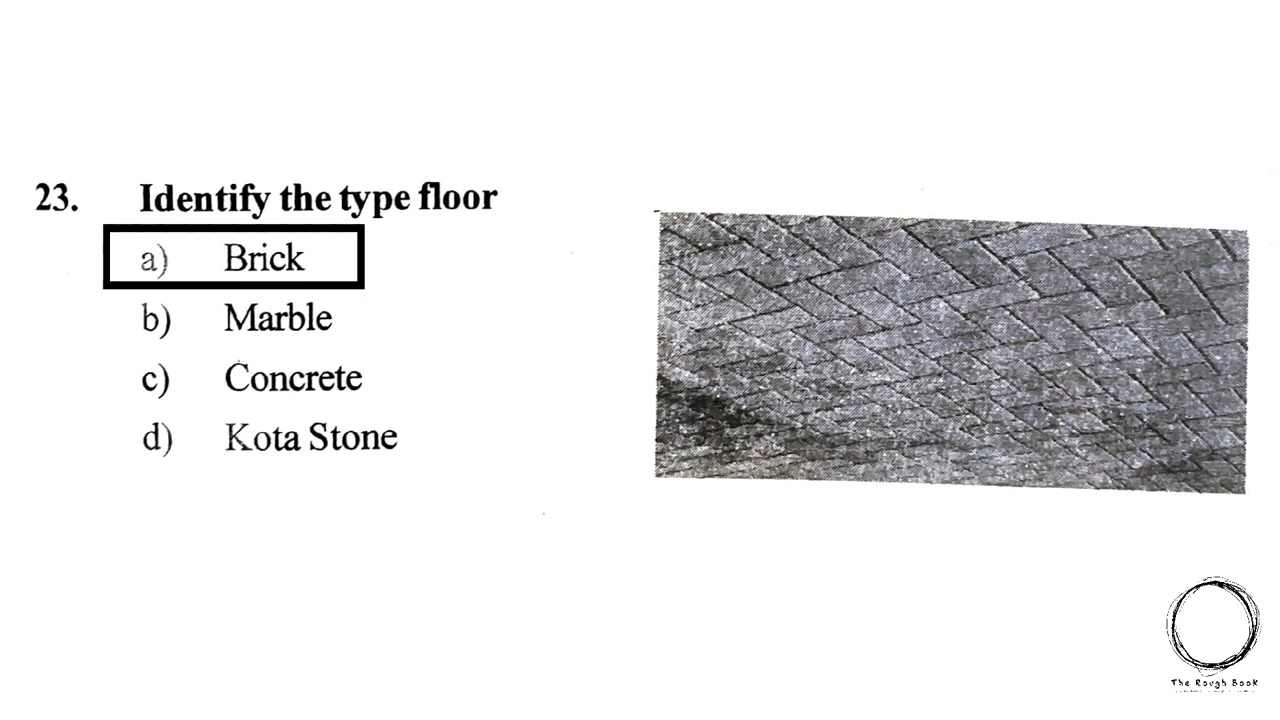 23. Identify the type floor
a) Brick
b) Marble
c) Concrete
d) Kota Stone
The Rough Book